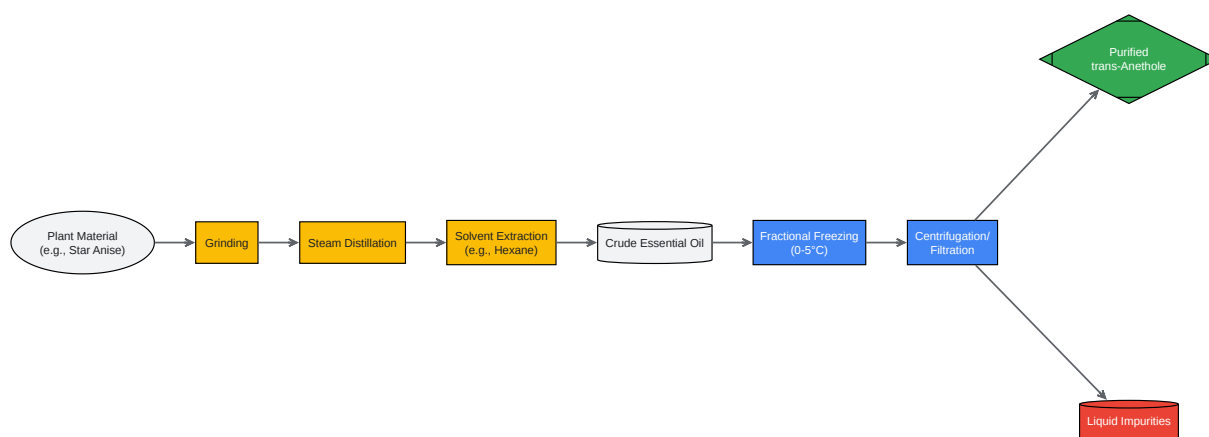 Plant Material
(e.g., Star Anise)
Grinding
Steam Distillation
Solvent Extraction
(e.g., Hexane)
Crude Essential Oil
Fractional Freezing
(0-5°C)
Centrifugation/
Filtration
Purified
trans-Anethole
Liquid Impurities